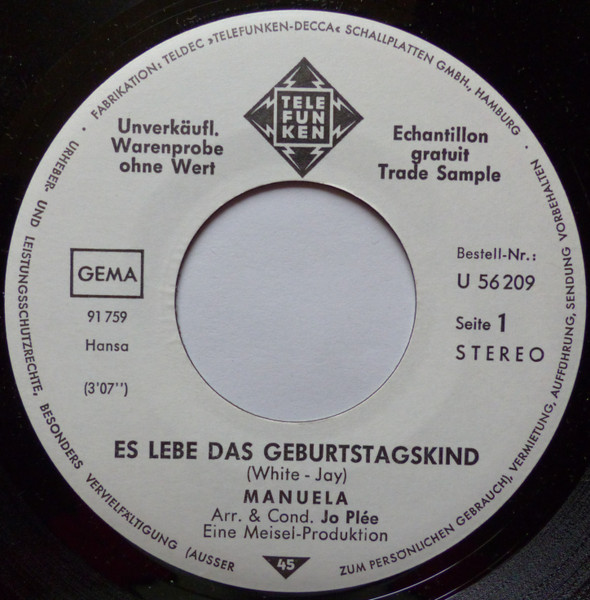 · FABRIKATION: TELDEC »TELEFUNKEN-DECCA« SCHALLPLATTEN GMBH., HAMBURG ·
URHEBER- UND LEISTUNGSSCHUTZRECHTE, BESONDERS VERVIELFÄLTIGUNG (AUSSER ZUM PERSÖNLICHEN GEBRAUCH), VERMIETUNG, AUFFÜHRUNG, SENDUNG VORBEHALTEN ·
TELE
FUN
KEN
Unverkäufl.
Warenprobe
ohne Wert
Echantillon
gratuit
Trade Sample
GEMA
91 759
Hansa
(3'07'')
Bestell-Nr.:
U 56 209
Seite 1
STEREO
ES LEBE DAS GEBURTSTAGSKIND
(White - Jay)
MANUELA
Arr. & Cond. Jo Plée
Eine Meisel-Produktion
45